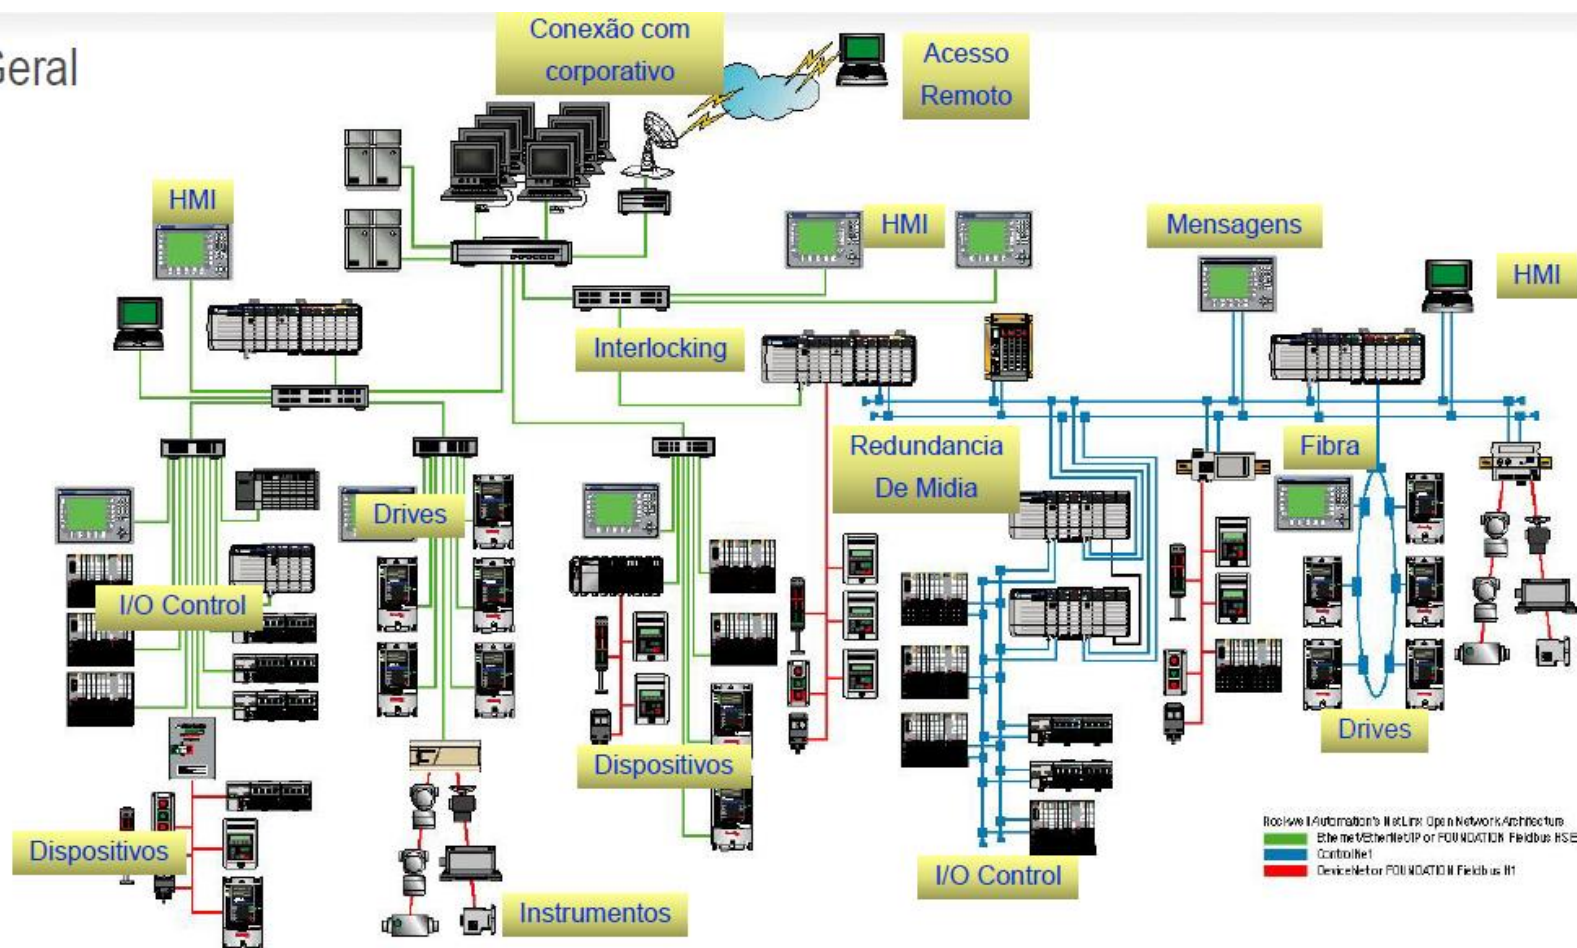 Geral
Conexão com
corporativo
Acesso
Remoto
HMI
HMI
Mensagens
HMI
Interlocking
Redundancia
De Midia
Fibra
Drives
I/O Control
Drives
Dispositivos
Dispositivos
I/O Control
Instrumentos
Rockwell Automation's NetLinx Open Network Architecture
Ethernet/EtherNet/IP or FOUNDATION Fieldbus HSE
ControlNet
DeviceNet or FOUNDATION Fieldbus H1